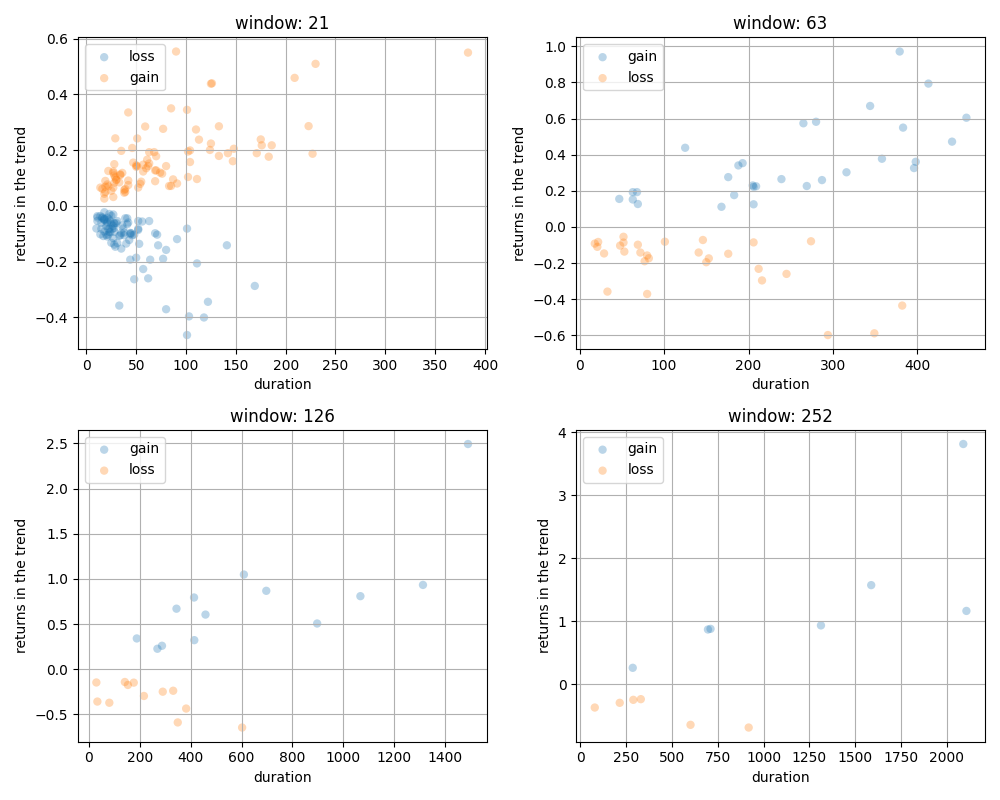 window: 21
loss
gain
returns in the trend
0.6
0.4
0.2
0.0
−0.2
−0.4
0
50
100
150
200
250
300
350
400
duration
window: 63
gain
loss
returns in the trend
1.0
0.8
0.6
0.4
0.2
0.0
−0.2
−0.4
−0.6
0
100
200
300
400
duration
window: 126
gain
loss
returns in the trend
2.5
2.0
1.5
1.0
0.5
0.0
−0.5
0
200
400
600
800
1000
1200
1400
duration
window: 252
gain
loss
returns in the trend
4
3
2
1
0
0
250
500
750
1000
1250
1500
1750
2000
duration